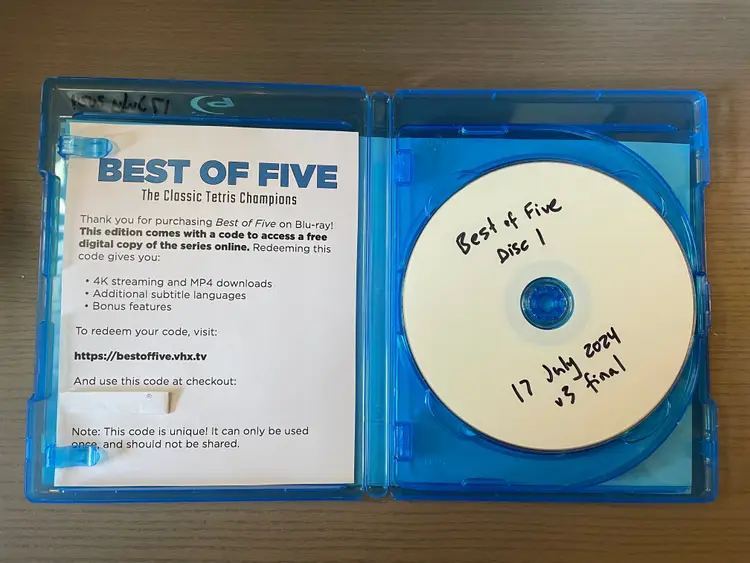 17 July 2024
BEST OF FIVE
The Classic Tetris Champions
Thank you for purchasing Best of Five on Blu-ray!
This edition comes with a code to access a free
digital copy of the series online. Redeeming this
code gives you:
• 4K streaming and MP4 downloads
• Additional subtitle languages
• Bonus features
To redeem your code, visit:
https://bestoffive.vhx.tv
And use this code at checkout:
Note: This code is unique! It can only be used
once, and should not be shared.
Best of Five
Disc 1
17 July 2024
v3 final